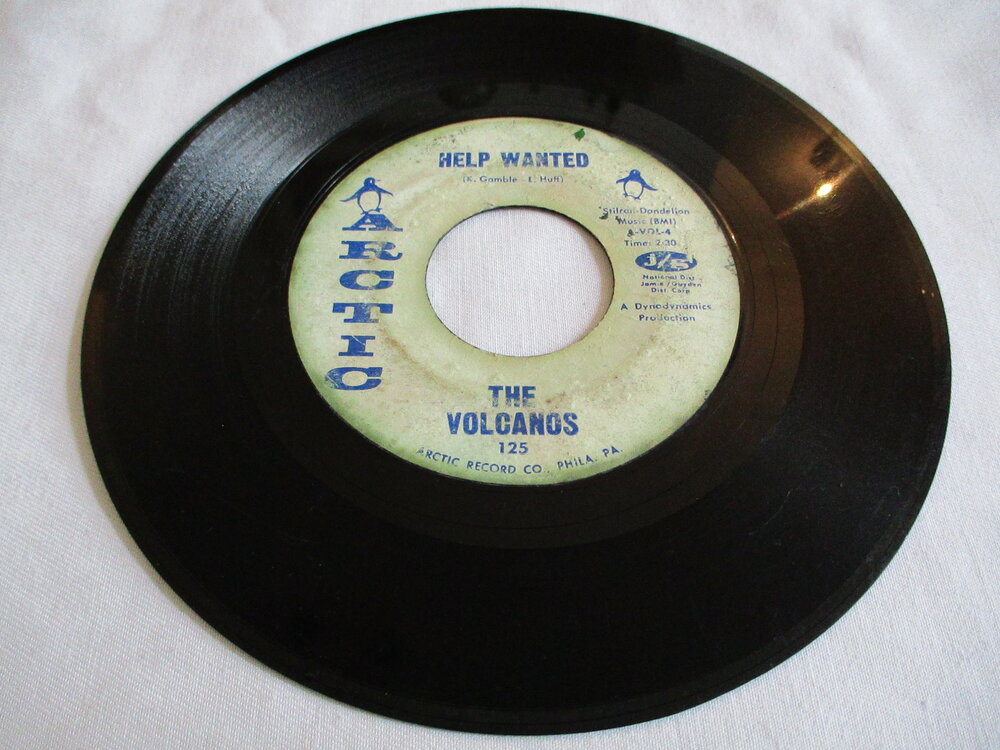 HELP WANTED
(K. Gamble - L. Huff)
ARCTIC
Stilran-Dandelion
Music (BMI)
A-VOL-4
Time: 2:30
J/G
National Dist.
Jamie/Guyden
Dist. Corp.
A Dynodynamics
Production
THE
VOLCANOS
125
ARCTIC RECORD CO., PHILA. PA.